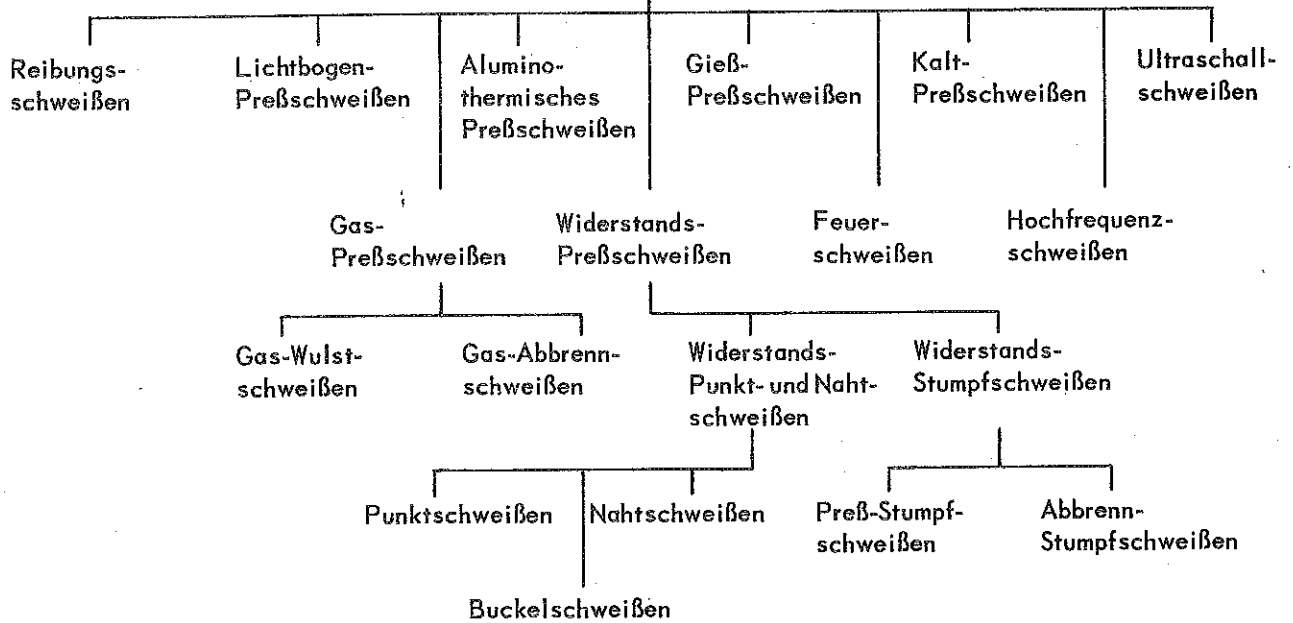 Reibungs-
schweißen
Lichtbogen-
Preßschweißen
Alumino-
thermisches
Preßschweißen
Gieß-
Preßschweißen
Kalt-
Preßschweißen
Ultraschall-
schweißen
Gas-
Preßschweißen
Widerstands-
Preßschweißen
Feuer-
schweißen
Hochfrequenz-
schweißen
Gas-Wulst-
schweißen
Gas-Abbrenn-
schweißen
Widerstands-
Punkt- und Naht-
schweißen
Widerstands-
Stumpfschweißen
Punktschweißen
Nahtschweißen
Preß-Stumpf-
schweißen
Abbrenn-
Stumpfschweißen
Buckelschweißen